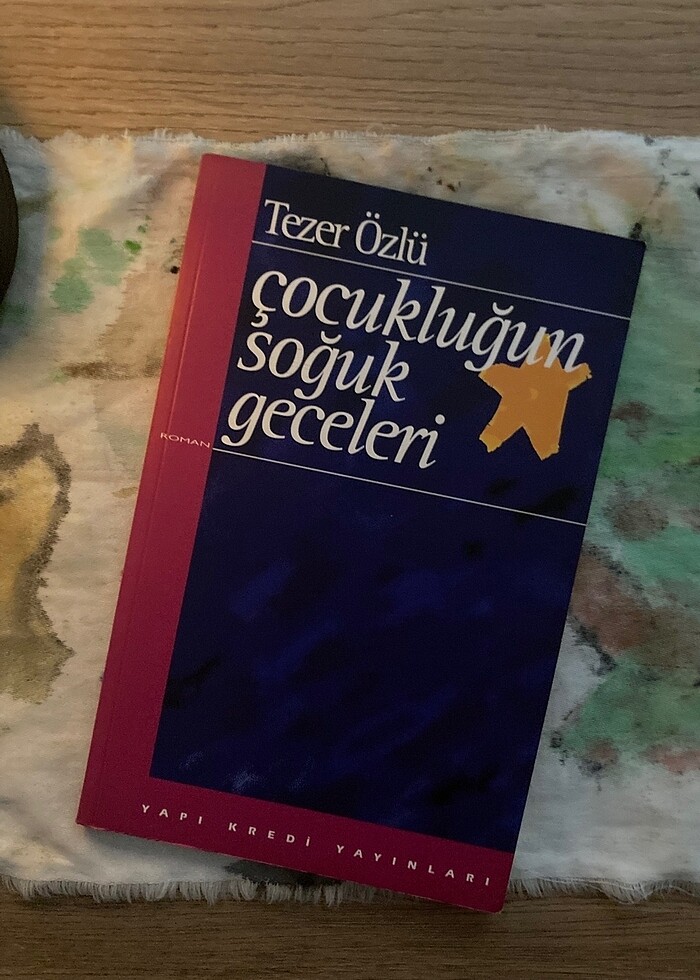 Tezer Özlü
çocukluğun
soğuk
geceleri
ROMAN
YAPI KREDİ YAYINLARI